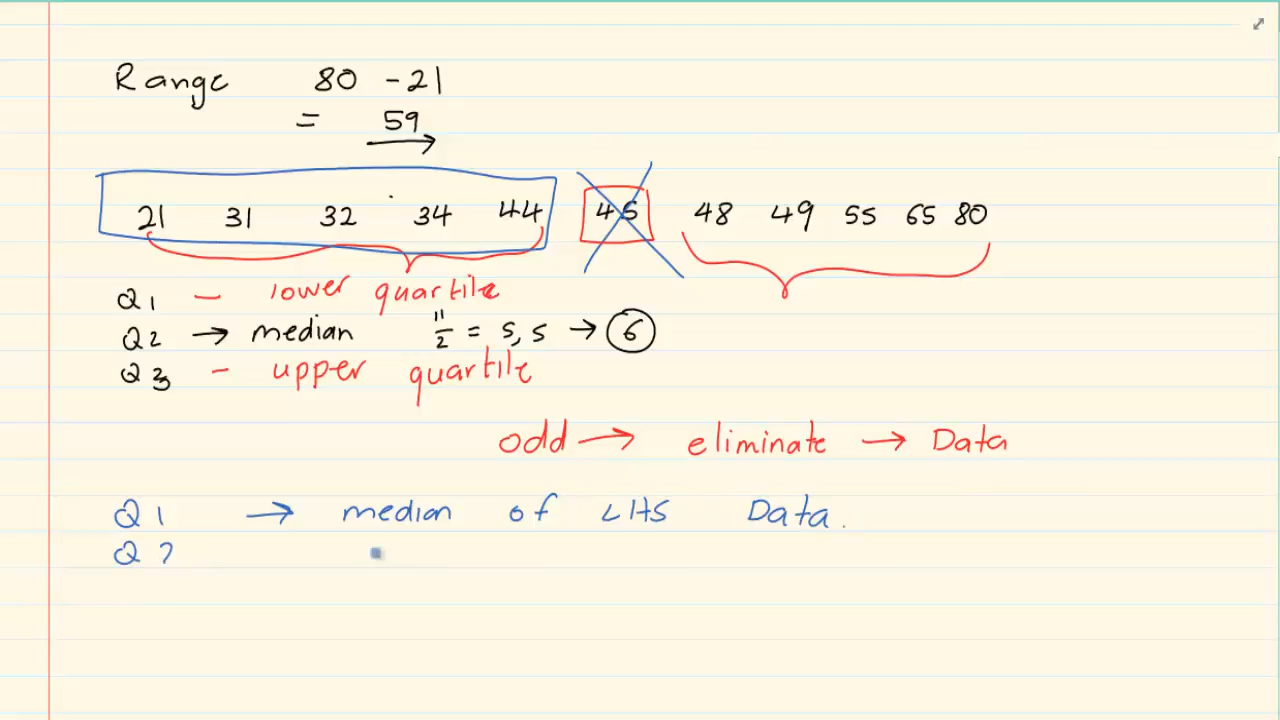 Range 80 - 21
= 59
21 31 32 34 44 45 48 49 55 65 80
Q1 - lower quartile
Q2 → median 11/2 = 5,5 → 6
Q3 - upper quartile
odd → eliminate → Data
Q1 → median of LHS Data.
Q2